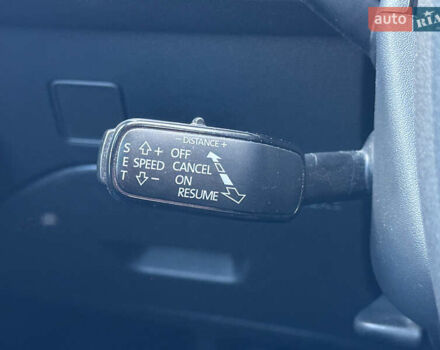 auto RIA
– DISTANCE +
S E T
+ SPEED –
OFF
CANCEL
ON
RESUME